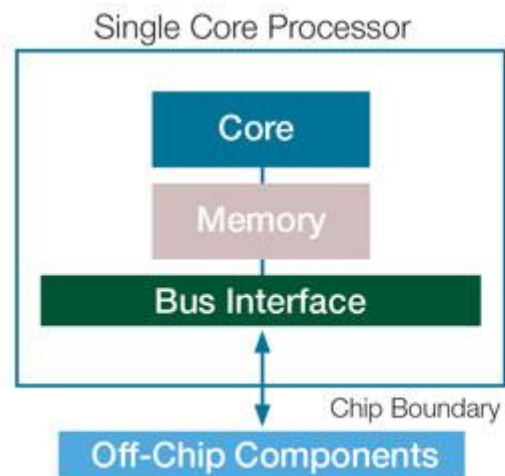 Single Core Processor
Core
Memory
Bus Interface
Chip Boundary
Off-Chip Components